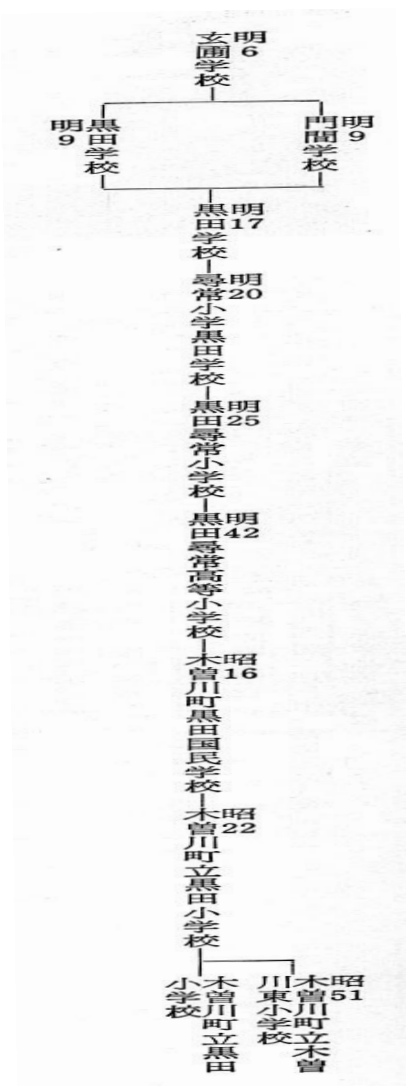 明6
玄圃学校
明9
門間学校
明9
黒田学校
明17
黒田学校
明20
尋常小学黒田学校
明25
黒田尋常小学校
明42
黒田尋常高等小学校
昭16
木曽川町黒田国民学校
昭22
木曽川町立黒田小学校
昭51
木曽川町立木曽
川東小学校
木曽川町立黒田
小学校